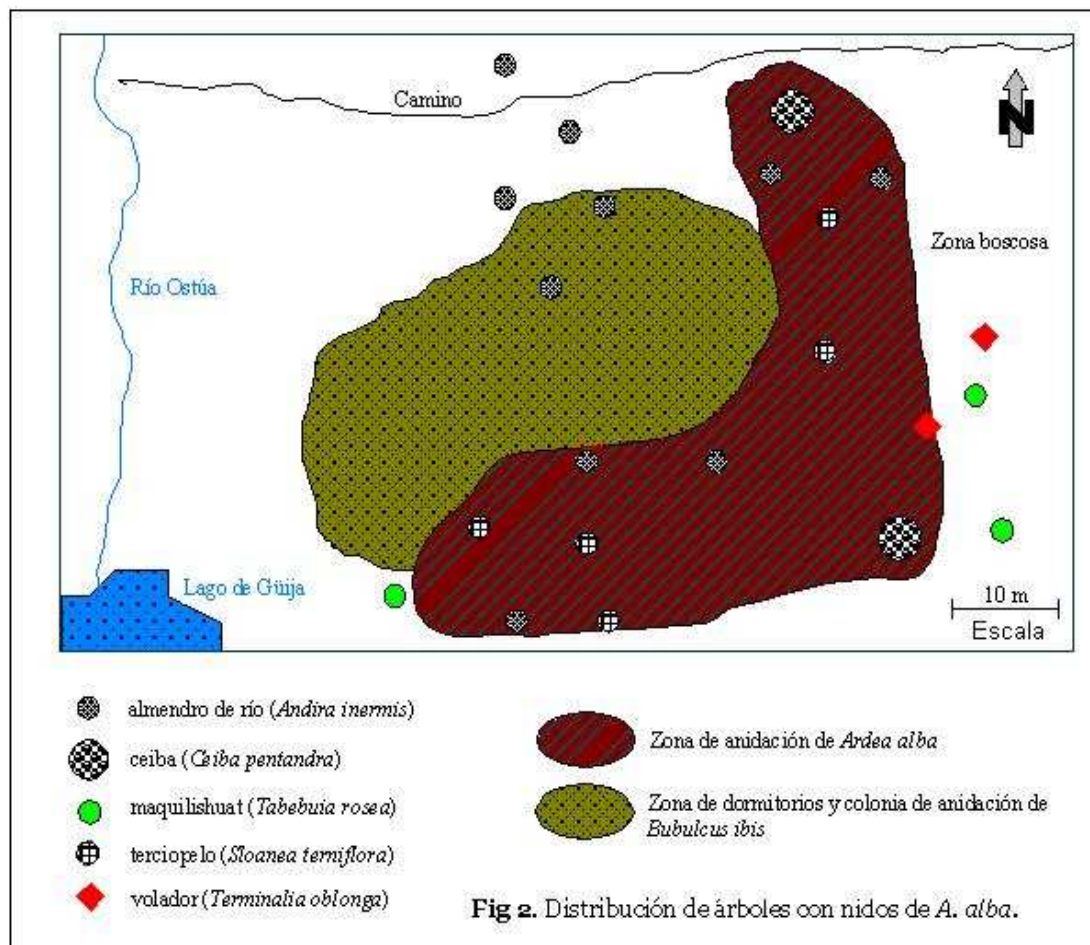 Camino
N
Zona boscosa
Río Ostúa
Lago de Güija
10 m
Escala
almendro de río (Andira inermis)
ceiba (Ceiba pentandra)
maquilishuat (Tabebuia rosea)
terciopelo (Sloanea terniflora)
volador (Terminalia oblonga)
Zona de anidación de Ardea alba
Zona de dormitorios y colonia de anidación de
Bubulcus ibis
Fig 2. Distribución de árboles con nidos de A. alba.